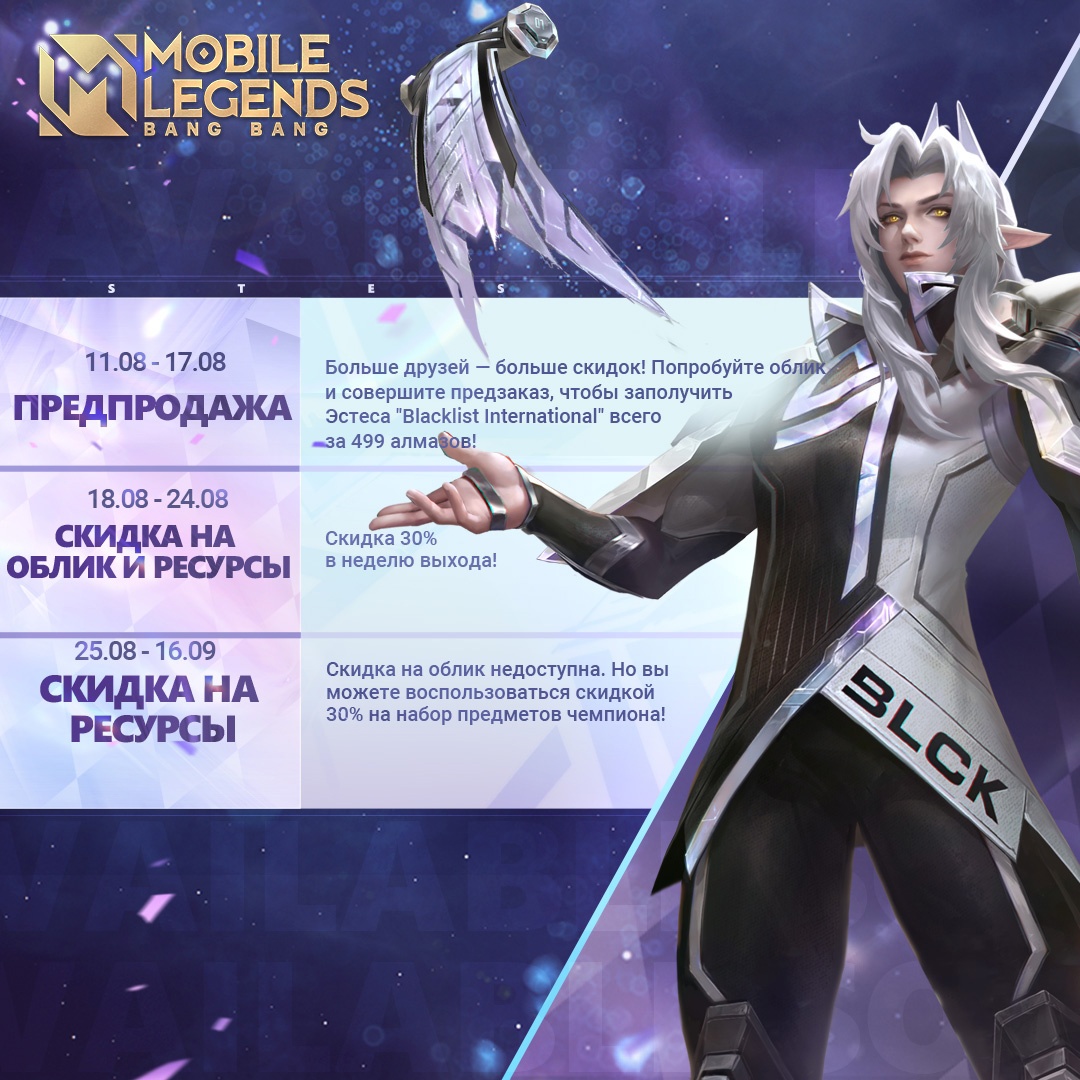 MOBILE
LEGENDS
BANG BANG
S T E S
11.08 - 17.08
ПРЕДПРОДАЖА
Больше друзей — больше скидок! Попробуйте облик
и совершите предзаказ, чтобы заполучить
Эстеса "Blacklist International" всего
за 499 алмазов!
18.08 - 24.08
СКИДКА НА
ОБЛИК И РЕСУРСЫ
Скидка 30%
в неделю выхода!
25.08 - 16.09
СКИДКА НА
РЕСУРСЫ
Скидка на облик недоступна. Но вы
можете воспользоваться скидкой
30% на набор предметов чемпиона!
BLCK